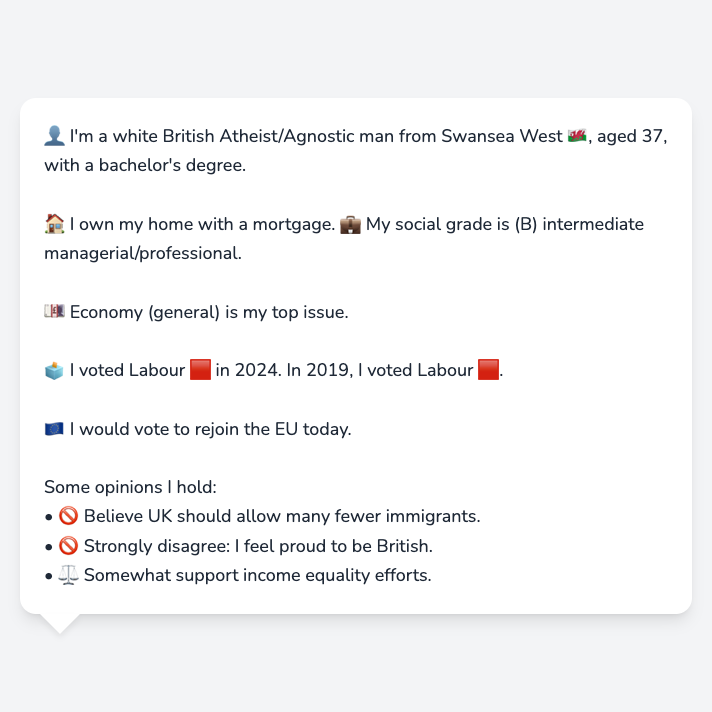 👤 I'm a white British Atheist/Agnostic man from Swansea West 🏴󠁧󠁢󠁷󠁬󠁳󠁿, aged 37,
with a bachelor's degree.
🏠 I own my home with a mortgage. 💼 My social grade is (B) intermediate
managerial/professional.
💷 Economy (general) is my top issue.
🗳️ I voted Labour 🟥 in 2024. In 2019, I voted Labour 🟥.
🇪🇺 I would vote to rejoin the EU today.
Some opinions I hold:
• 🚫 Believe UK should allow many fewer immigrants.
• 🚫 Strongly disagree: I feel proud to be British.
• ⚖️ Somewhat support income equality efforts.